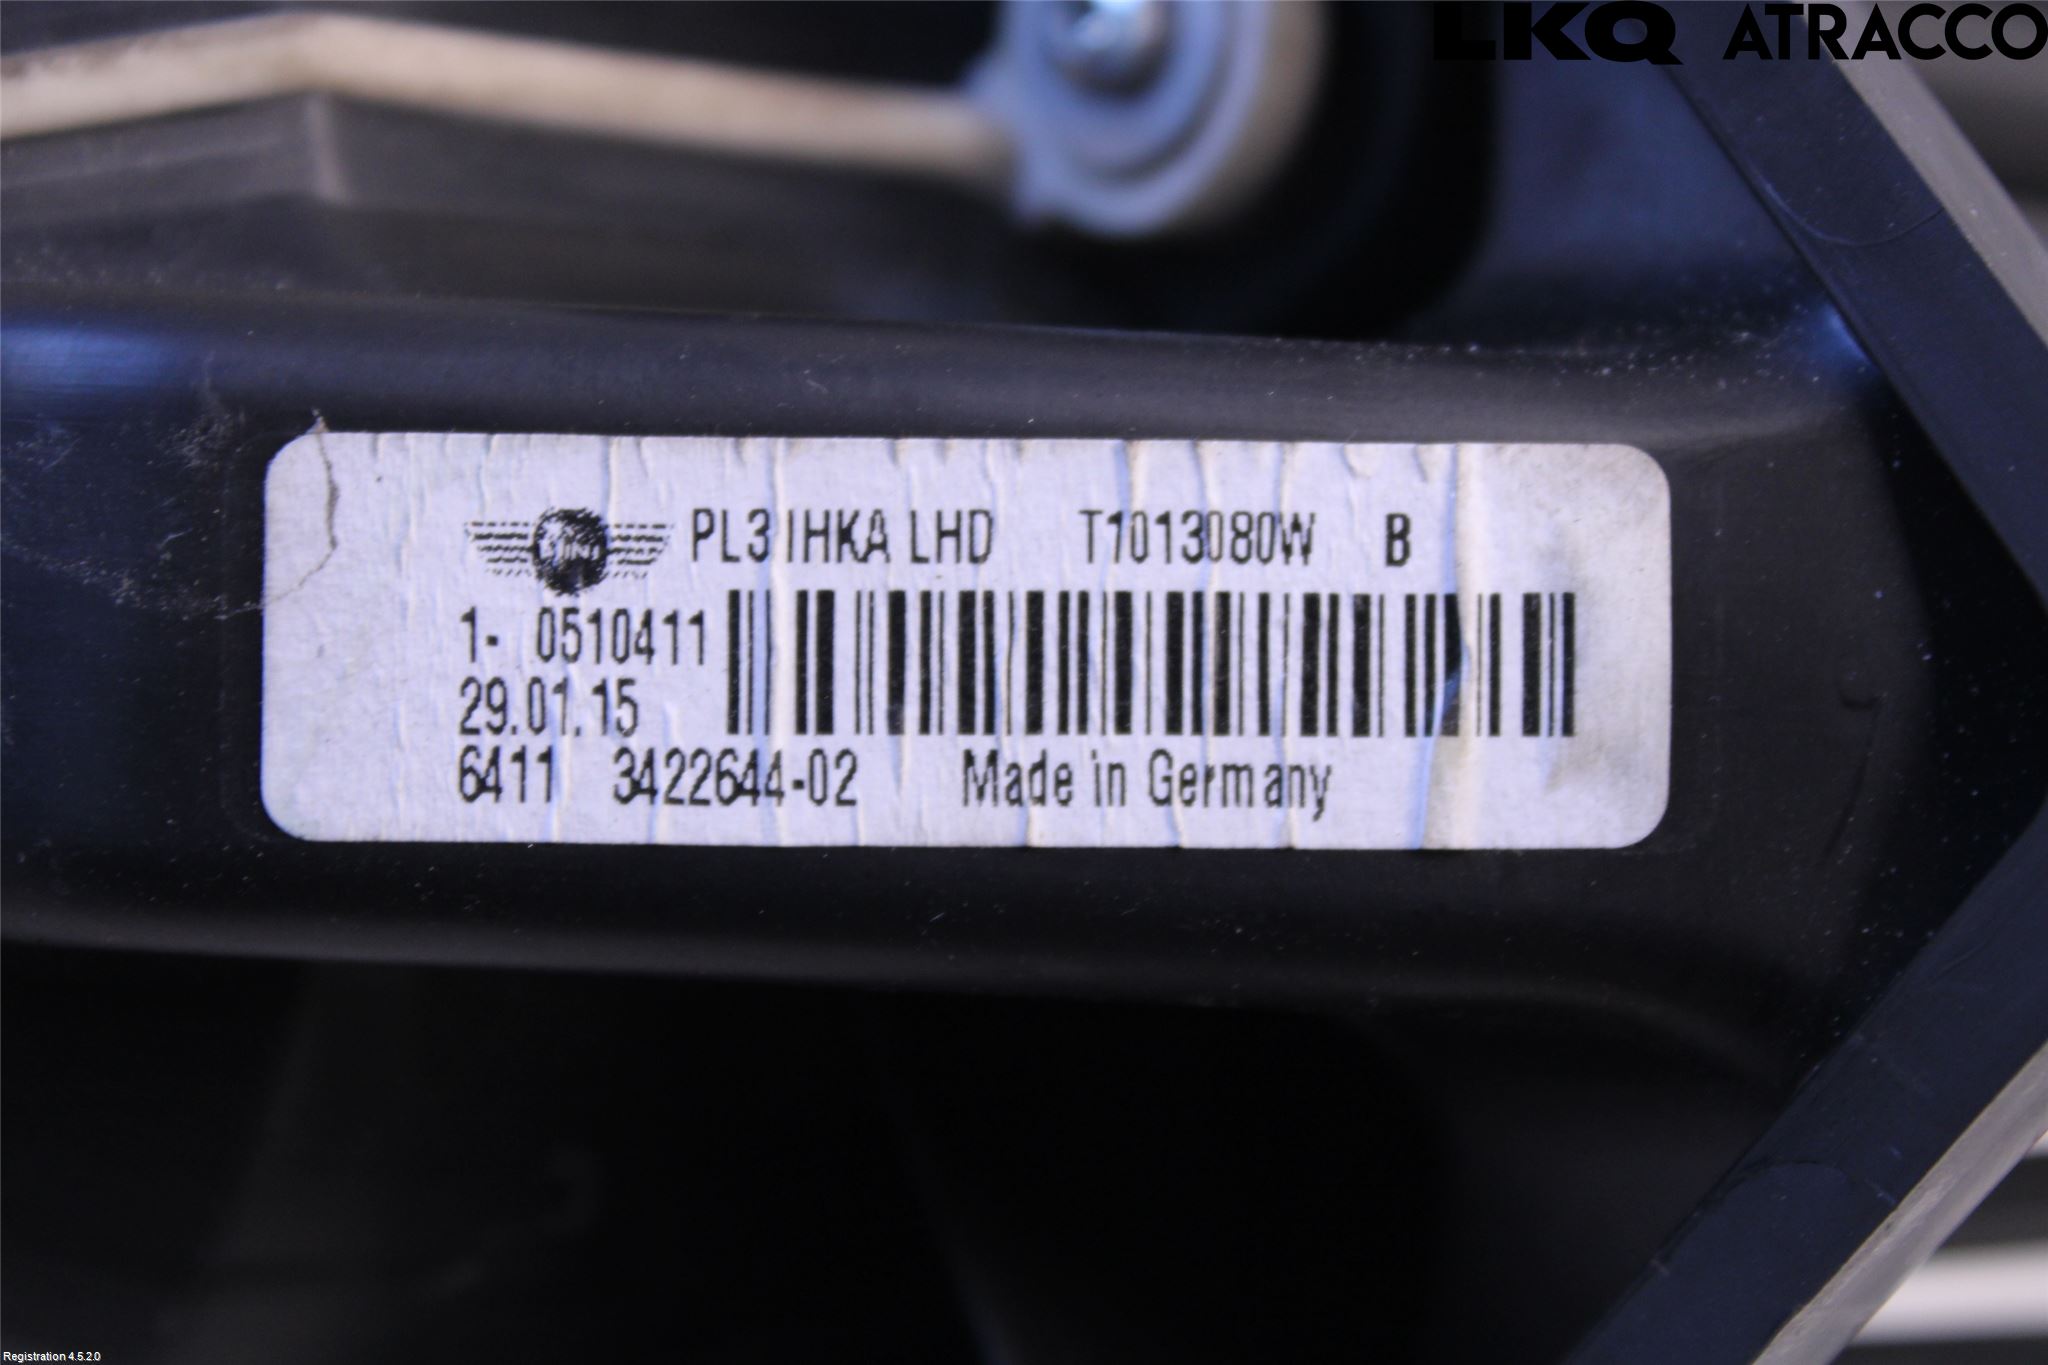 LKQ ATRACCO
MINI PL3 IHKA LHD T1013080W B
1- 0510411
29.01.15
6411 3422644-02 Made in Germany
Registration 4.5.2.0